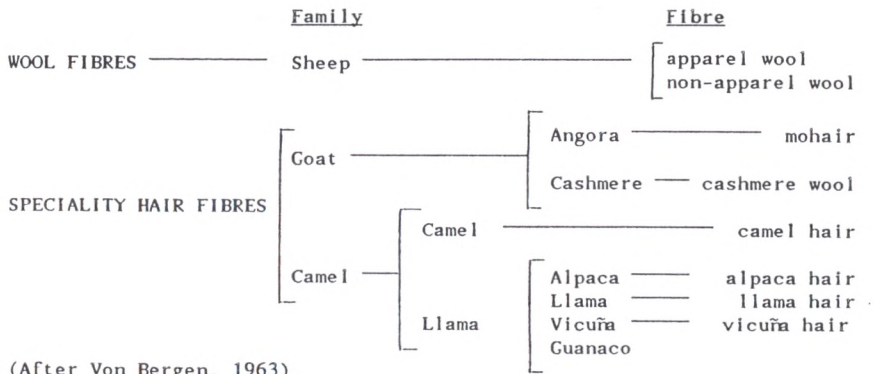 Family Fibre
WOOL FIBRES Sheep apparel wool
non-apparel wool
Angora mohair
Goat
Cashmere cashmere wool
SPECIALITY HAIR FIBRES
Camel camel hair
Camel Alpaca alpaca hair
Llama llama hair
Llama Vicuña vicuña hair
Guanaco
(After Von Bergen, 1963)